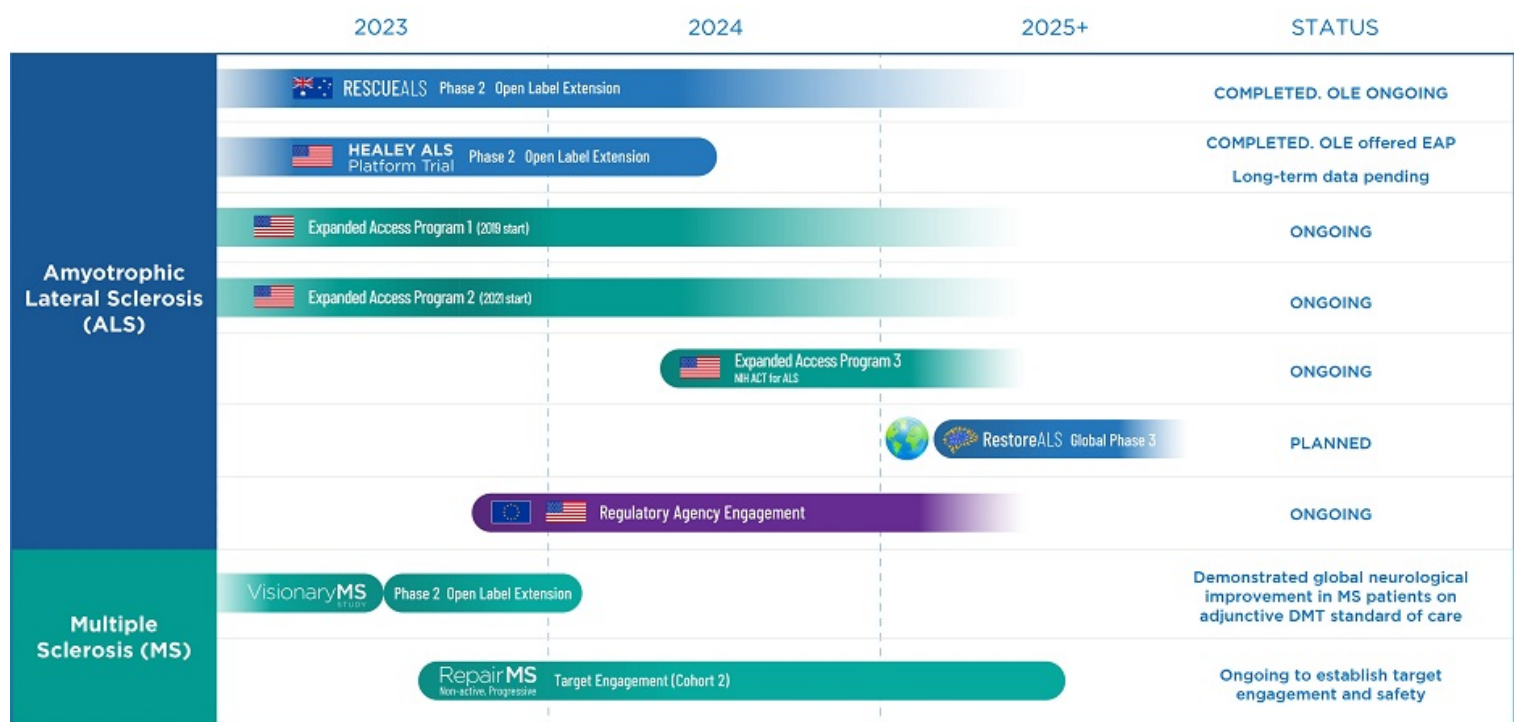 2023 2024 2025+ STATUS
Amyotrophic
Lateral Sclerosis
(ALS)
RESCUEALS Phase 2 Open Label Extension
COMPLETED. OLE ONGOING
HEALEY ALS
Platform Trial
Phase 2 Open Label Extension
COMPLETED. OLE offered EAP
Long-term data pending
Expanded Access Program 1 (2019 start)
ONGOING
Expanded Access Program 2 (2021 start)
ONGOING
Expanded Access Program 3
NIH ACT for ALS
ONGOING
RestoreALS Global Phase 3
PLANNED
Regulatory Agency Engagement
ONGOING
Multiple
Sclerosis (MS)
VisionaryMS
STUDY
Phase 2 Open Label Extension
Demonstrated global neurological
improvement in MS patients on
adjunctive DMT standard of care
RepairMS
Non-active, Progressive
Target Engagement (Cohort 2)
Ongoing to establish target
engagement and safety